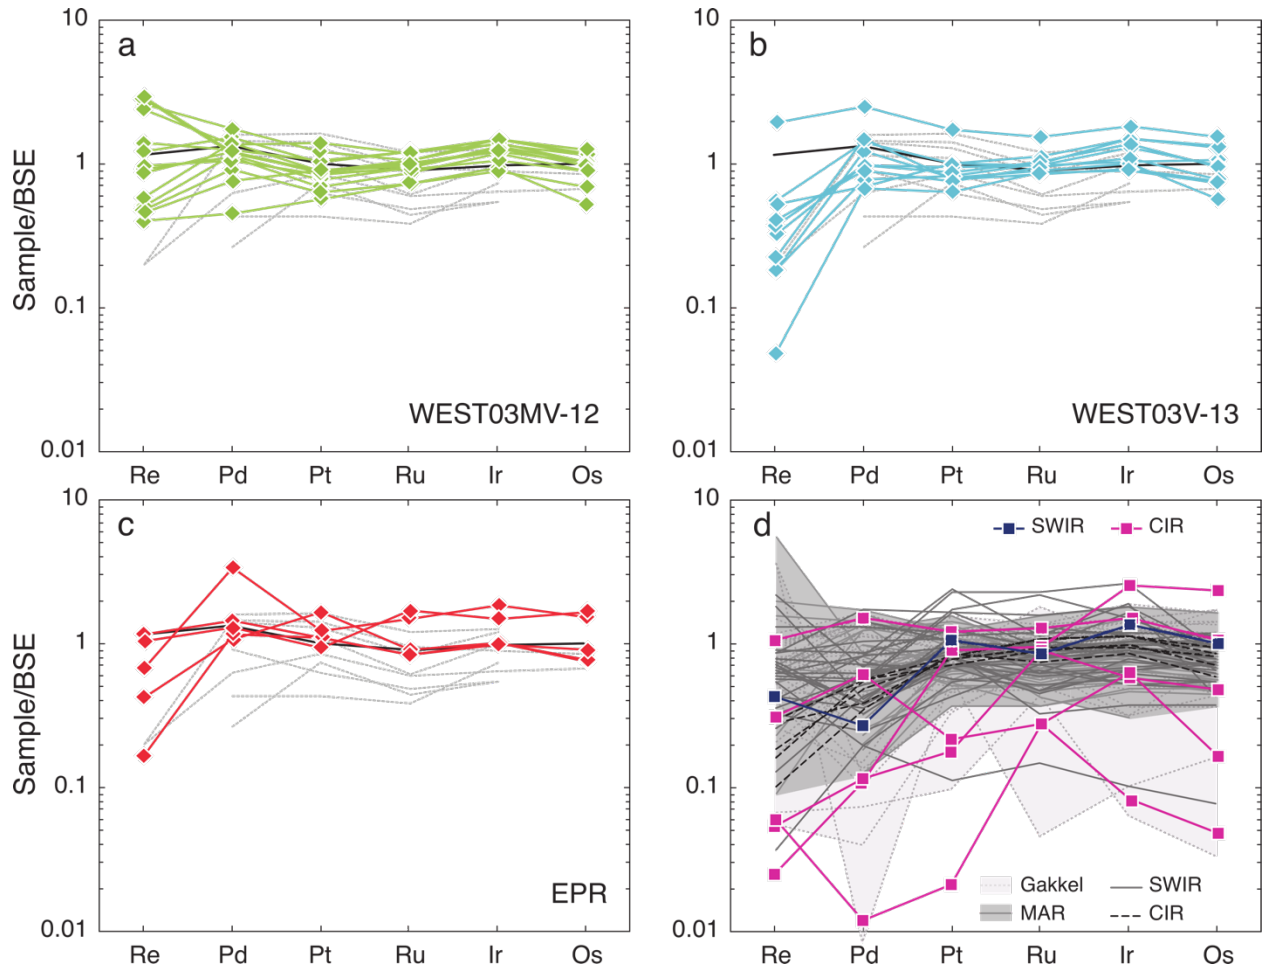 10
1
0.1
0.01
Sample/BSE
a
WEST03MV-12
Re Pd Pt Ru Ir Os
10
1
0.1
0.01
b
WEST03V-13
Re Pd Pt Ru Ir Os
10
1
0.1
0.01
Sample/BSE
c
EPR
Re Pd Pt Ru Ir Os
10
1
0.1
0.01
d
SWIR CIR
Gakkel SWIR
MAR CIR
Re Pd Pt Ru Ir Os